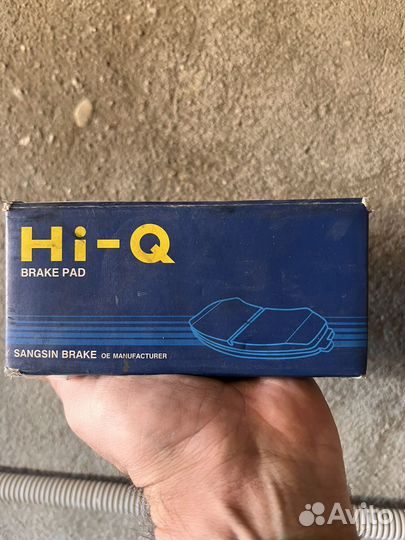 Hi-Q
BRAKE PAD
SANGSIN BRAKE OE MANUFACTURER
Avito